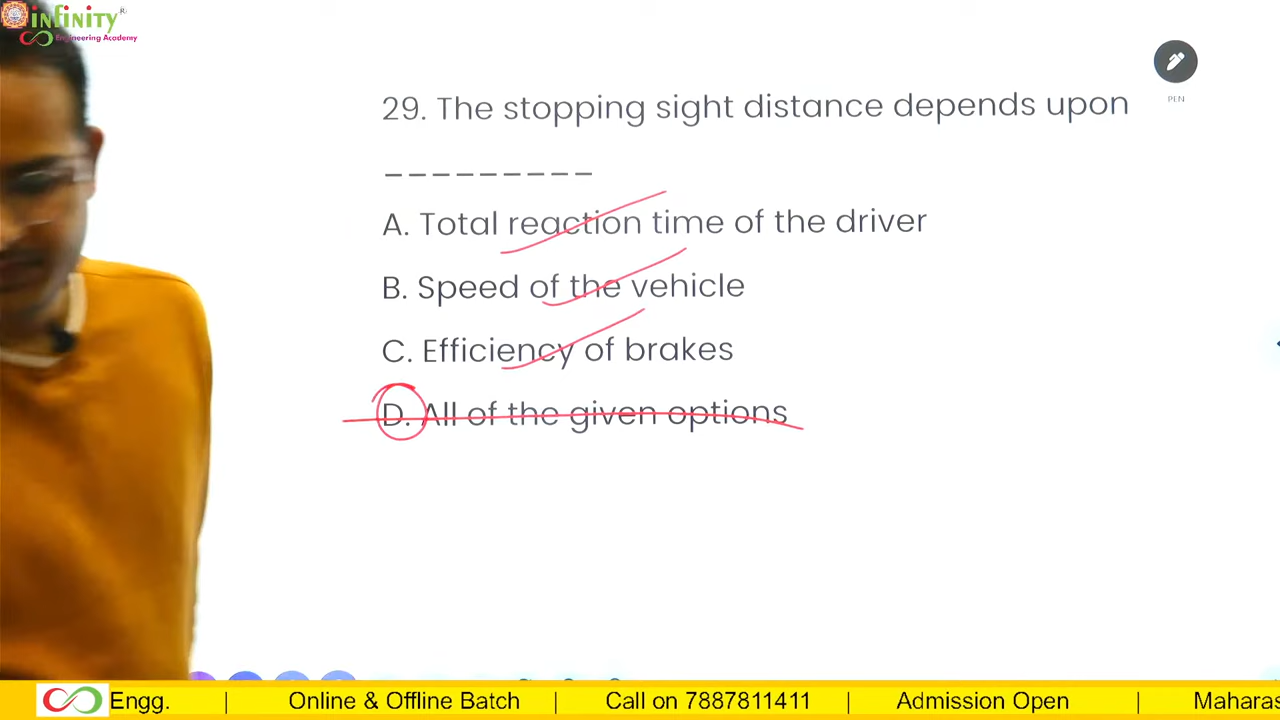 infinity®
Engineering Academy
PEN
29. The stopping sight distance depends upon
_________
A. Total reaction time of the driver
B. Speed of the vehicle
C. Efficiency of brakes
D. All of the given options
Engg. | Online & Offline Batch | Call on 7887811411 | Admission Open | Maharas